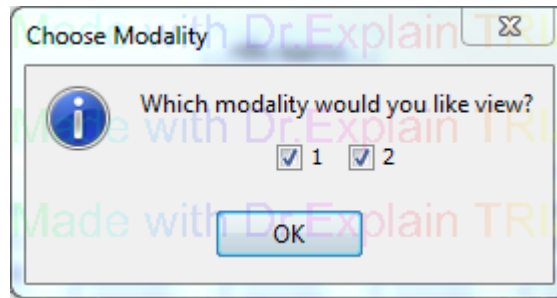 Choose Modality
Made with Dr.Explain TRI
Which modality would you like view?
Made with Dr.Explain TRI
1 2
Made with Dr.Explain TRI
OK